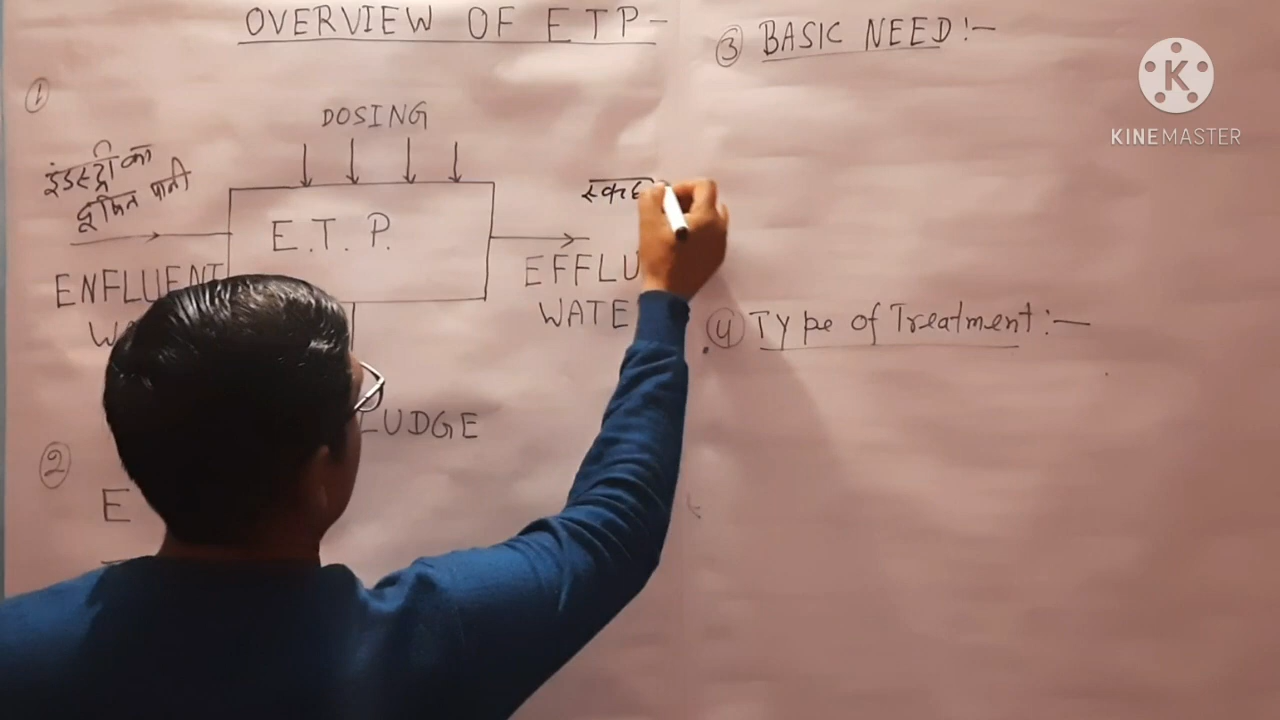 OVERVIEW OF ETP-
①
DOSING
इंडस्ट्री का
दूषित पानी
E.T.P.
ENFLUENT
EFFLU
WATE
LUDGE
②
E
③ BASIC NEED:-
④ Type of Treatment:-
KINEMASTER